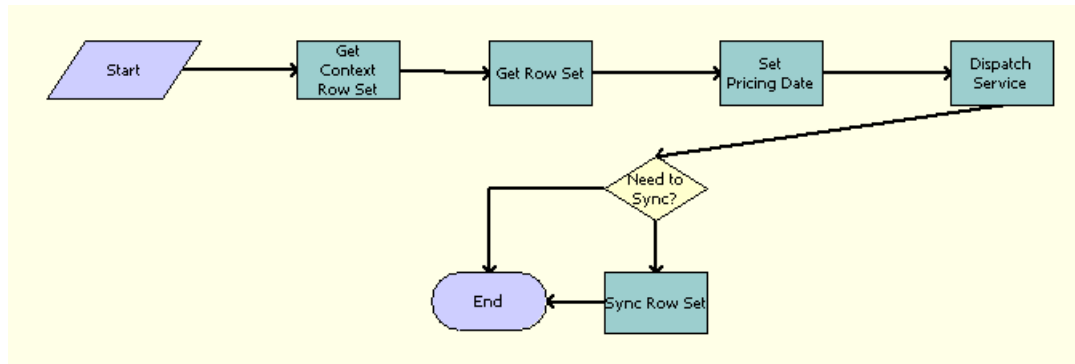 Start
Get
Context
Row Set
Get Row Set
Set
Pricing Date
Dispatch
Service
Need to
Sync?
End
Sync Row Set